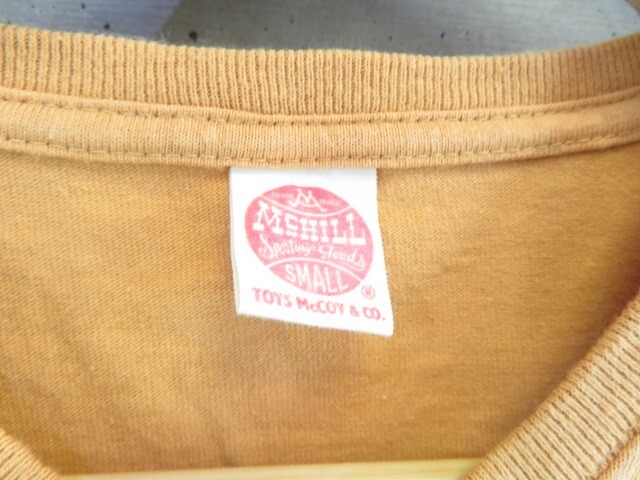 McHILL
Sporting Goods
SMALL
®
TOYS McCOY & CO.